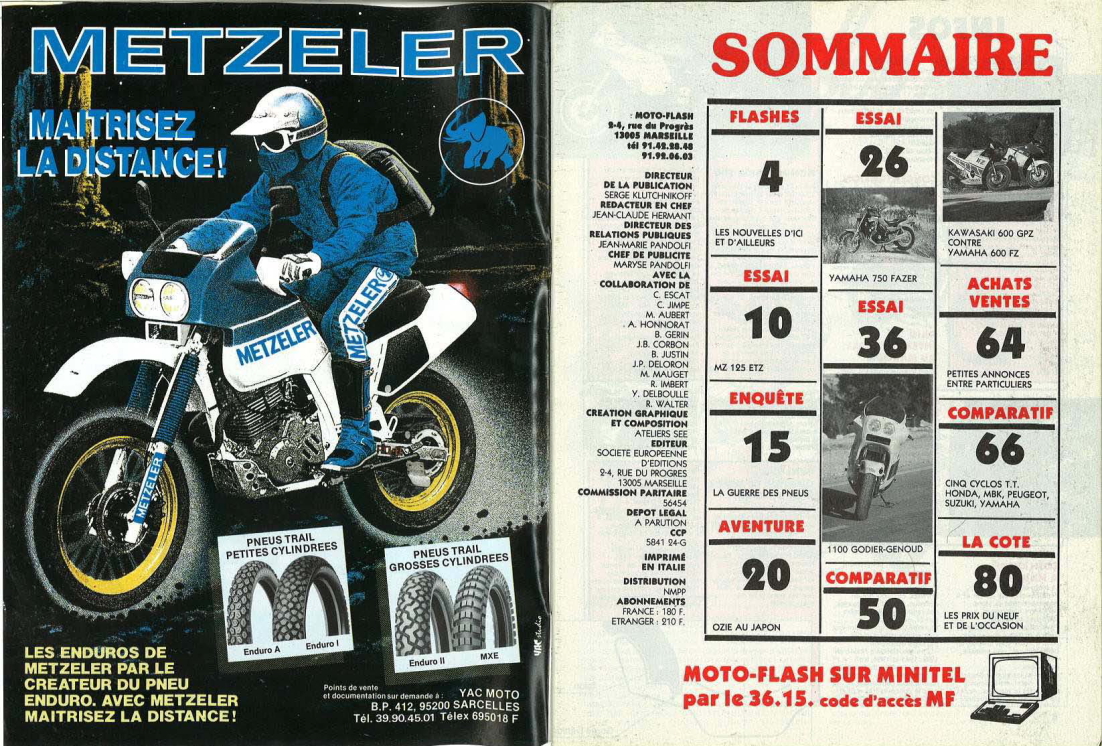 METZELER
MAITRISEZ
LA DISTANCE!
METZELER
METZELER
METZELER
PNEUS TRAIL
PETITES CYLINDREES
Enduro A
Enduro I
PNEUS TRAIL
GROSSES CYLINDREES
Enduro II
MXE
LES ENDUROS DE
METZELER PAR LE
CREATEUR DU PNEU
ENDURO. AVEC METZELER
MAITRISEZ LA DISTANCE!
Points de vente
et documentation sur demande à : YAC MOTO
B.P. 412, 95200 SARCELLES
Tél. 39.90.45.01 Télex 695018 F
SOMMAIRE
MOTO-FLASH
2-4, rue du Progrès
13005 MARSEILLE
tél 91.42.28.48
91.92.06.03
DIRECTEUR
DE LA PUBLICATION
SERGE KLUTCHNIKOFF
REDACTEUR EN CHEF
JEAN-CLAUDE HERMANT
DIRECTEUR DES
RELATIONS PUBLIQUES
JEAN-MARIE PANDOLFI
CHEF DE PUBLICITE
MARYSE PANDOLFI
AVEC LA
COLLABORATION DE
C. ESCAT
C. JIMPE
M. AUBERT
A. HONNORAT
B. GERIN
J.B. CORBON
B. JUSTIN
J.P. DELORON
M. MAUGET
R. IMBERT
Y. DELBOULLE
R. WALTER
CREATION GRAPHIQUE
ET COMPOSITION
ATELIERS SEE
EDITEUR
SOCIETE EUROPEENNE
D'EDITIONS
2-4, RUE DU PROGRES
13005 MARSEILLE
COMMISSION PARITAIRE
56454
DEPOT LEGAL
A PARUTION
CCP
5841 24-G
IMPRIMÉ
EN ITALIE
DISTRIBUTION
NMPP
ABONNEMENTS
FRANCE : 180 F.
ETRANGER : 210 F.
FLASHES
4
LES NOUVELLES D'ICI
ET D'AILLEURS
ESSAI
10
MZ 125 ETZ
ENQUÊTE
15
LA GUERRE DES PNEUS
AVENTURE
20
OZIE AU JAPON
ESSAI
26
YAMAHA 750 FAZER
ESSAI
36
1100 GODIER-GENOUD
COMPARATIF
50
KAWASAKI 600 GPZ
CONTRE
YAMAHA 600 FZ
ACHATS
VENTES
64
PETITES ANNONCES
ENTRE PARTICULIERS
COMPARATIF
66
CINQ CYCLOS T.T.
HONDA, MBK, PEUGEOT,
SUZUKI, YAMAHA
LA COTE
80
LES PRIX DU NEUF
ET DE L'OCCASION
MOTO-FLASH SUR MINITEL
par le 36.15. code d'accès MF